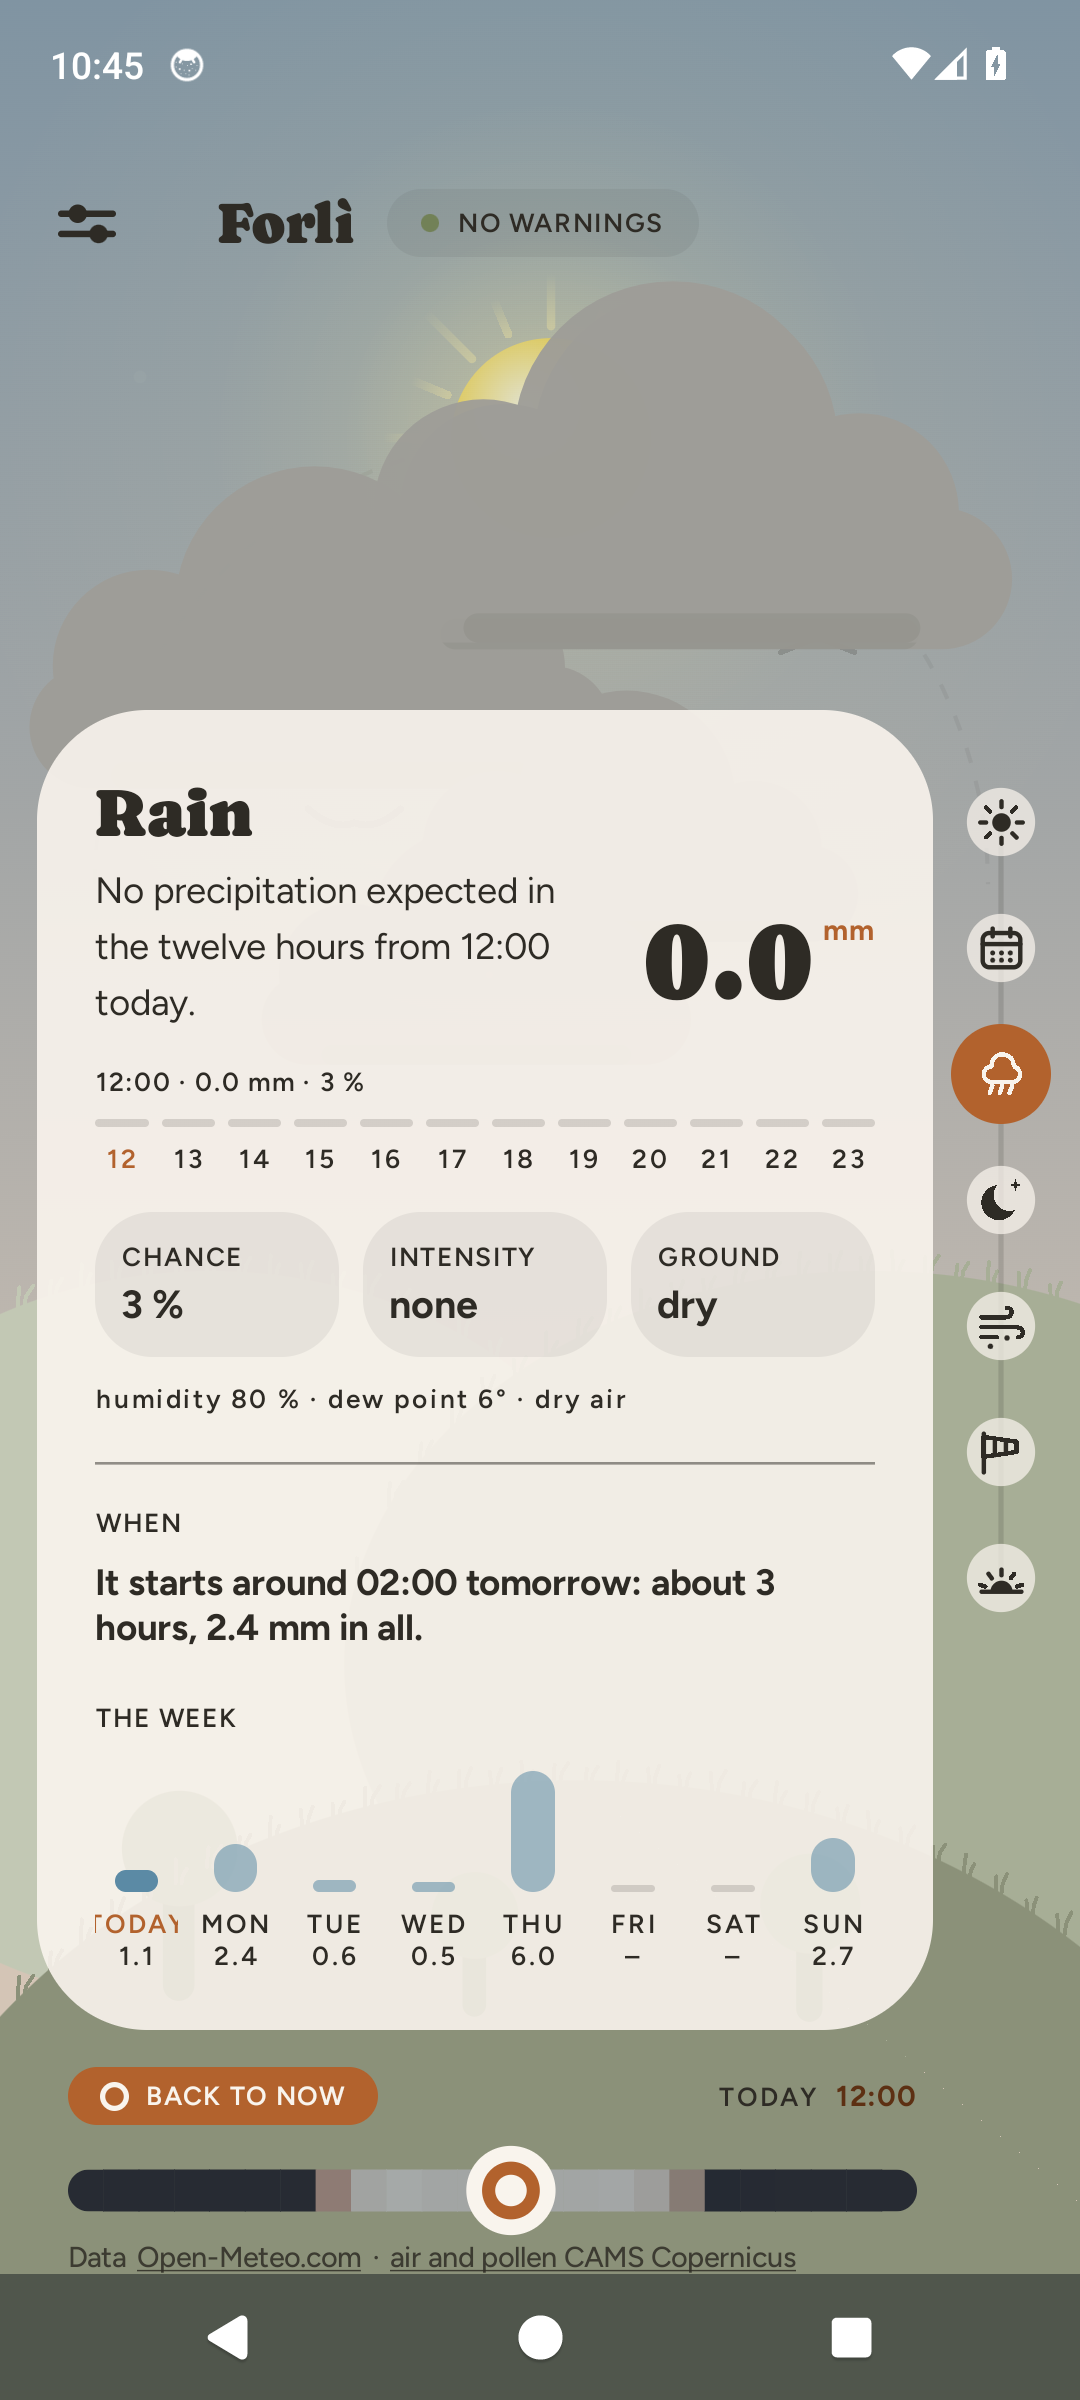 10:45
Forlì
NO WARNINGS
Rain
No precipitation expected in
the twelve hours from 12:00
today.
0.0 mm
12:00 · 0.0 mm · 3 %
12 13 14 15 16 17 18 19 20 21 22 23
CHANCE
3 %
INTENSITY
none
GROUND
dry
humidity 80 % · dew point 6° · dry air
WHEN
It starts around 02:00 tomorrow: about 3
hours, 2.4 mm in all.
THE WEEK
TODAY MON TUE WED THU FRI SAT SUN
1.1 2.4 0.6 0.5 6.0 – – 2.7
BACK TO NOW
TODAY 12:00
Data Open-Meteo.com · air and pollen CAMS Copernicus